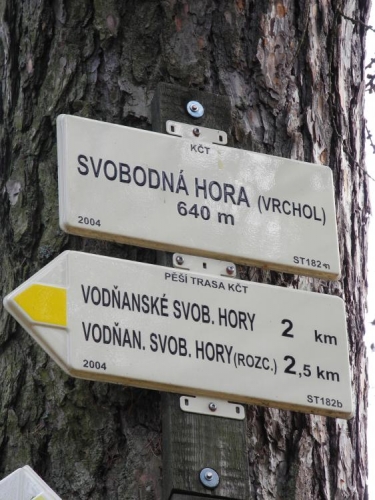 KČT
SVOBODNÁ HORA (VRCHOL)
640 m
2004 ST182m
PĚŠÍ TRASA KČT
VODŇANSKÉ SVOB. HORY 2 km
VODŇAN. SVOB. HORY (ROZC.) 2,5 km
2004 ST182b